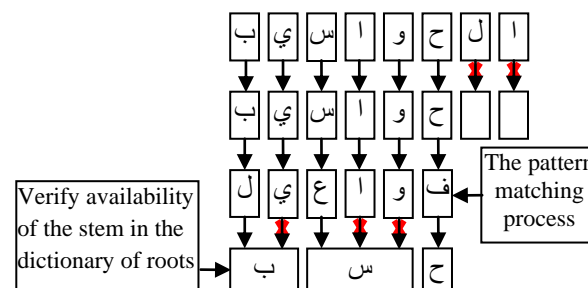 ا ل ح و ا س ي ب
ح و ا س ي ب
ف و ا ع ي ل
ح س ب
The pattern
matching
process
Verify availability
of the stem in the
dictionary of roots